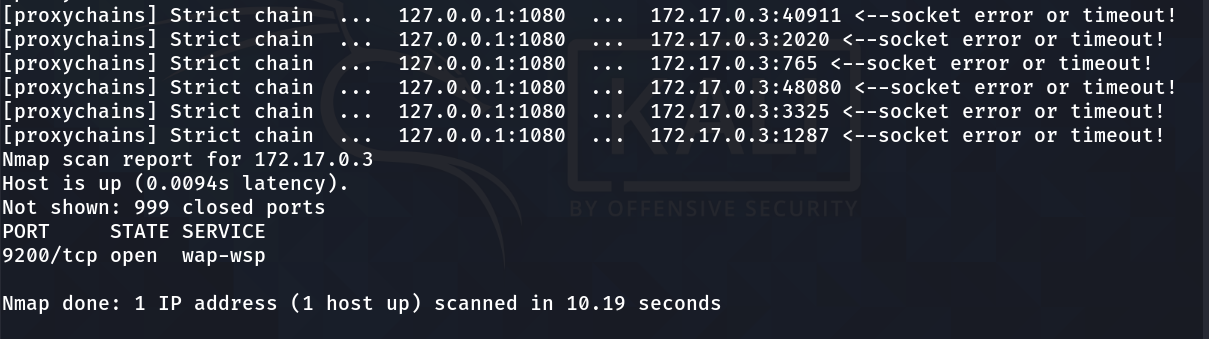 [proxychains] Strict chain  ...  127.0.0.1:1080  ...  172.17.0.3:40911 <--socket error or timeout!
[proxychains] Strict chain  ...  127.0.0.1:1080  ...  172.17.0.3:2020 <--socket error or timeout!
[proxychains] Strict chain  ...  127.0.0.1:1080  ...  172.17.0.3:765 <--socket error or timeout!
[proxychains] Strict chain  ...  127.0.0.1:1080  ...  172.17.0.3:48080 <--socket error or timeout!
[proxychains] Strict chain  ...  127.0.0.1:1080  ...  172.17.0.3:3325 <--socket error or timeout!
[proxychains] Strict chain  ...  127.0.0.1:1080  ...  172.17.0.3:1287 <--socket error or timeout!
Nmap scan report for 172.17.0.3
Host is up (0.0094s latency).
Not shown: 999 closed ports
PORT     STATE SERVICE
9200/tcp open  wap-wsp
Nmap done: 1 IP address (1 host up) scanned in 10.19 seconds
KALI
BY OFFENSIVE SECURITY